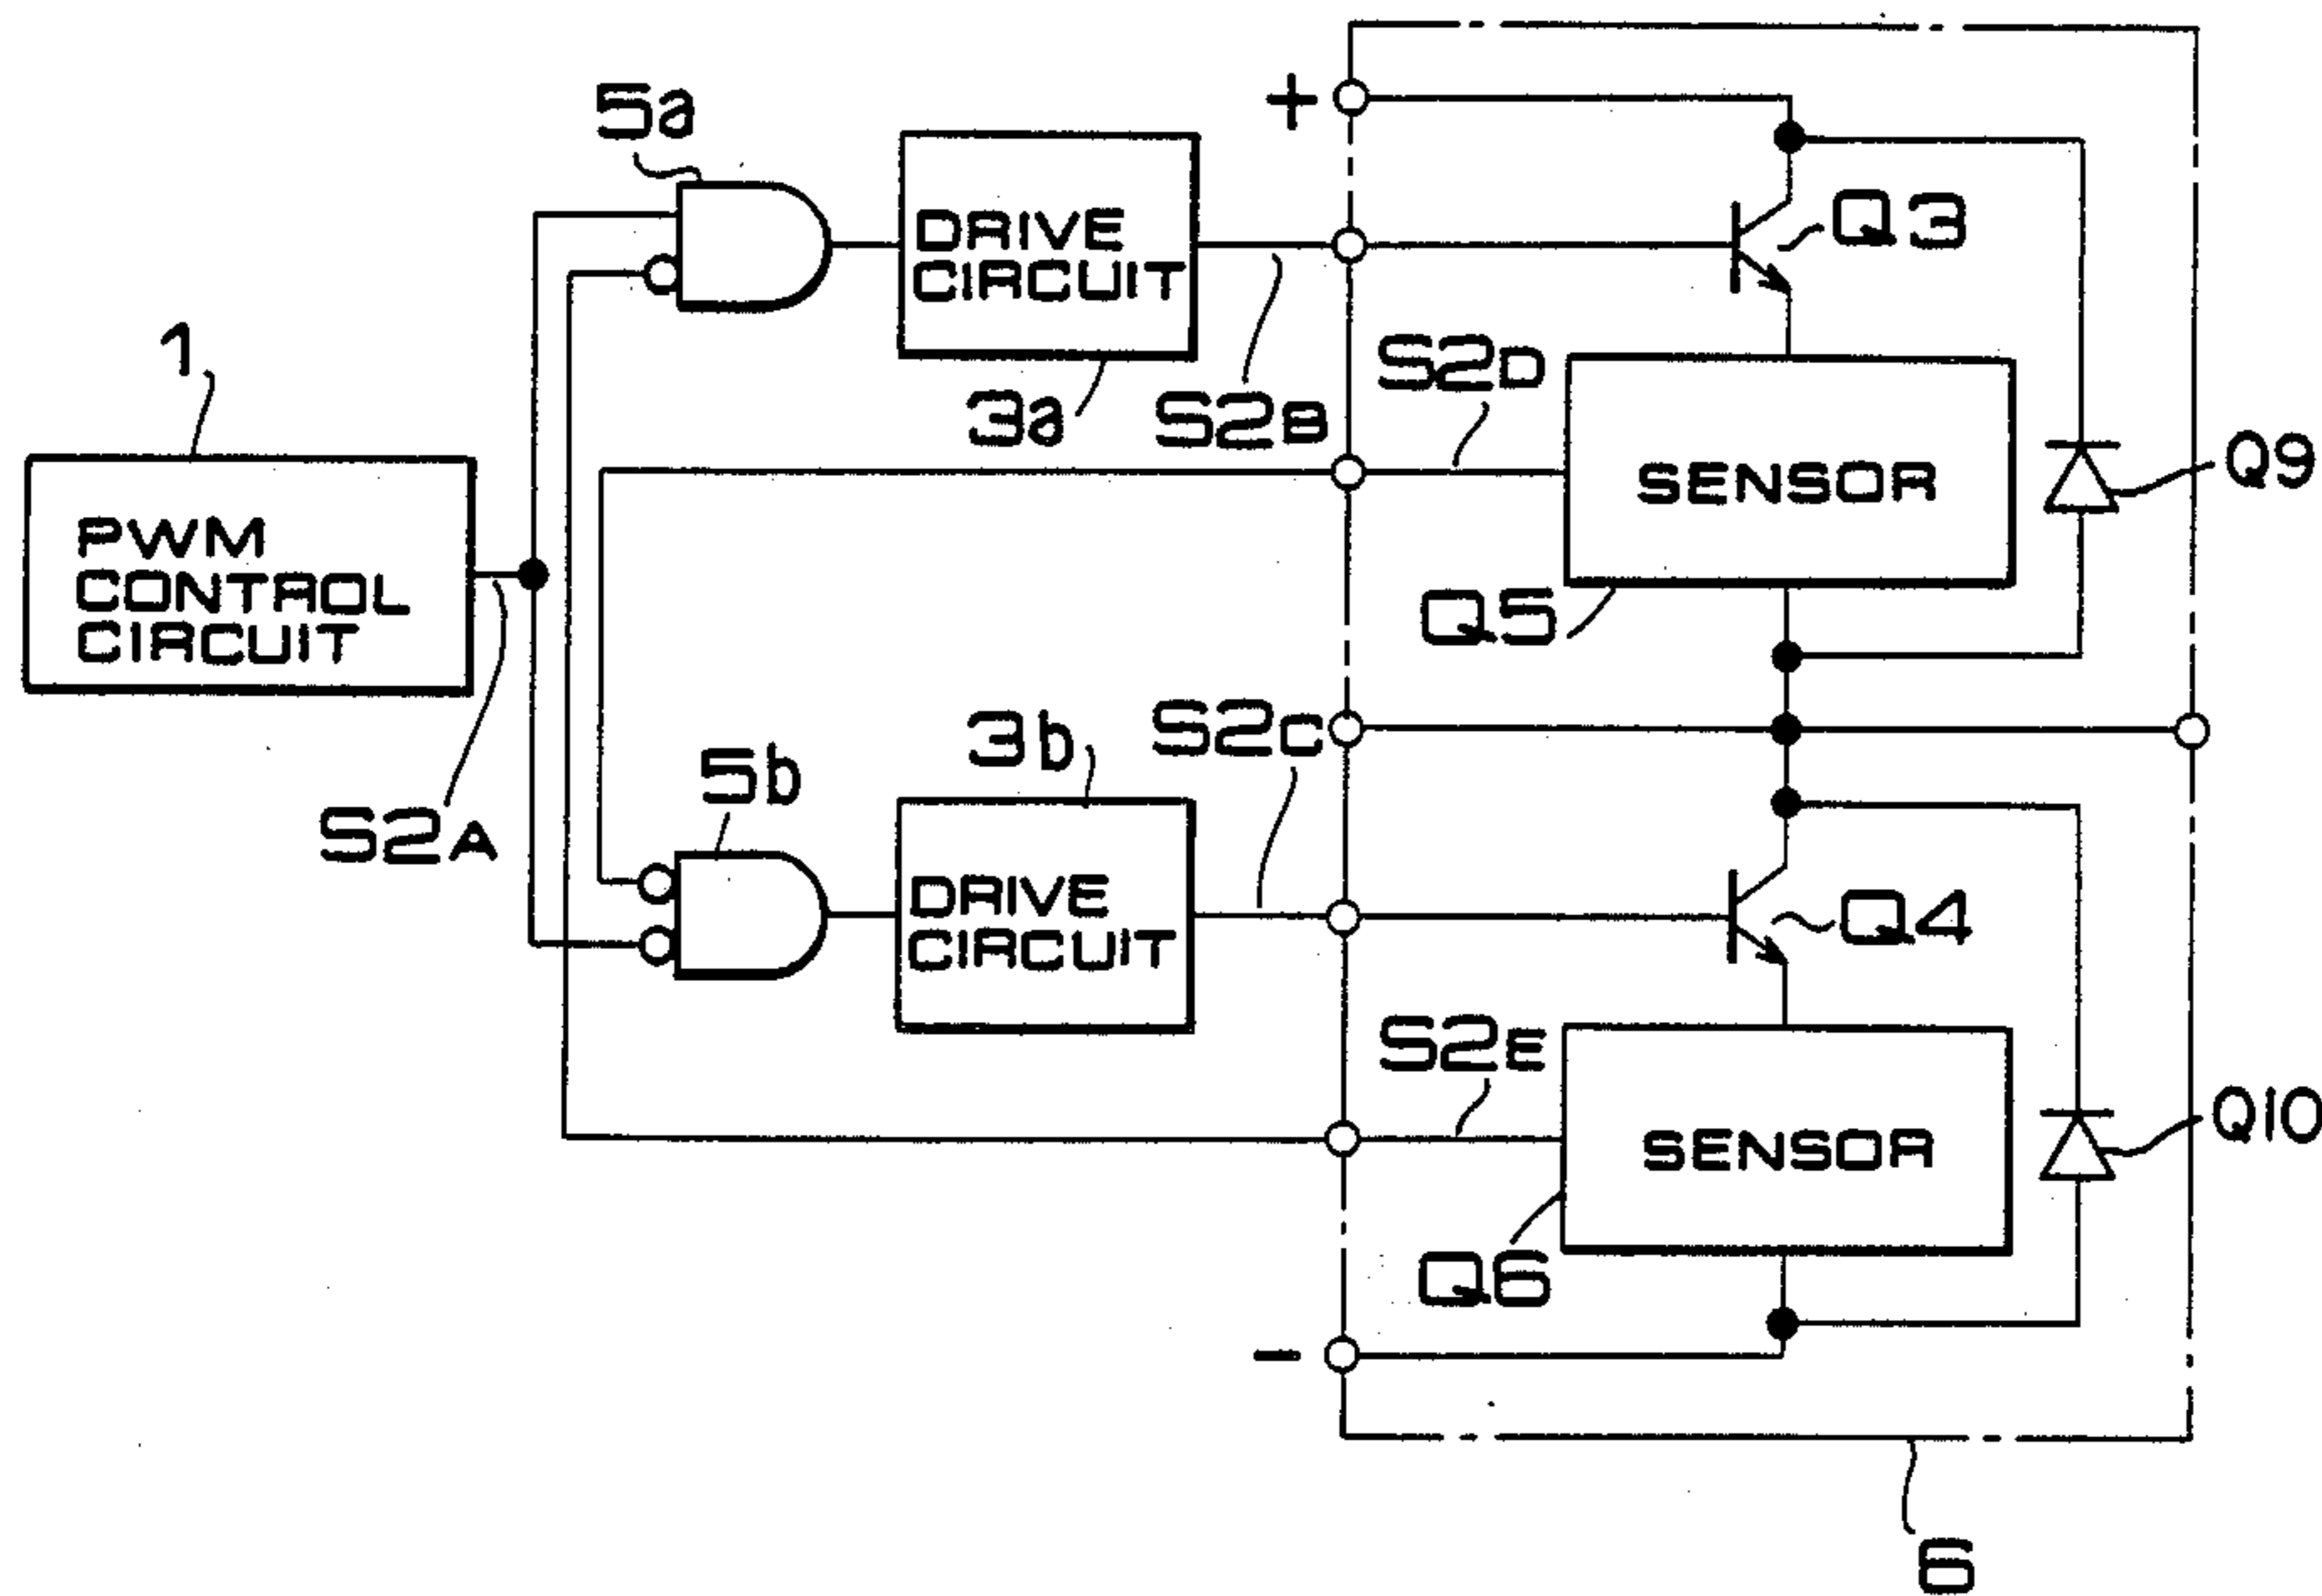 5a
+
DRIVE
CIRCUIT
Q3
1
3a
S2B
S2D
SENSOR
Q9
PWM
CONTROL
CIRCUIT
Q5
3b
S2C
5b
S2A
DRIVE
CIRCUIT
Q4
S2E
SENSOR
Q10
Q6
-
6